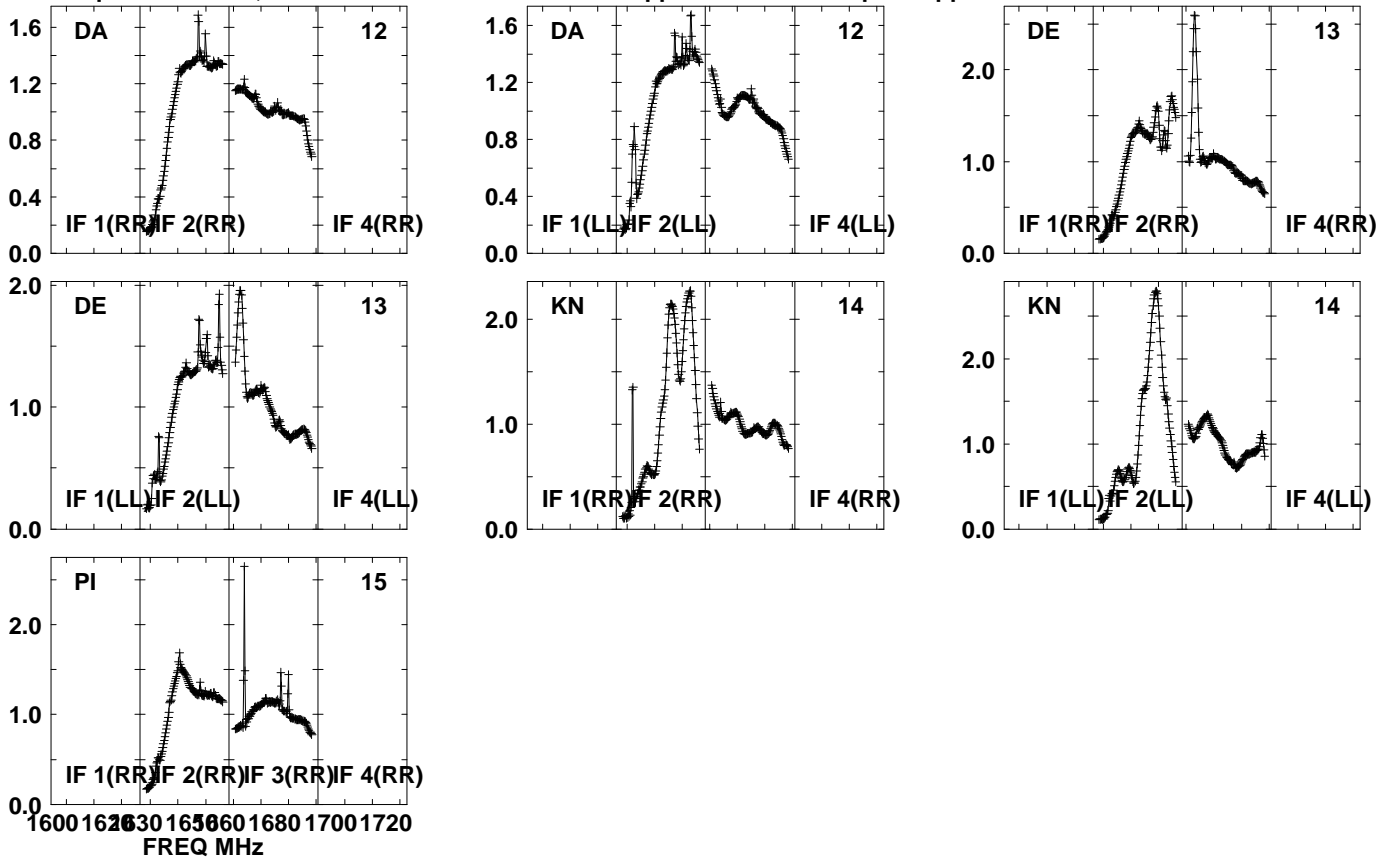 DA 12
1.6
1.2
0.8
0.4
0.0
IF 1(RR) IF 2(RR) IF 4(RR)
DA 12
1.6
1.2
0.8
0.4
0.0
IF 1(LL) IF 2(LL) IF 4(LL)
DE 13
2.0
1.0
0.0
IF 1(RR) IF 2(RR) IF 4(RR)
DE 13
2.0
1.0
0.0
IF 1(LL) IF 2(LL) IF 4(LL)
KN 14
2.0
1.0
0.0
IF 1(RR) IF 2(RR) IF 4(RR)
KN 14
2.0
1.0
0.0
IF 1(LL) IF 2(LL) IF 4(LL)
PI 15
2.0
1.0
0.0
IF 1(RR) IF 2(RR) IF 3(RR) IF 4(RR)
1600 1620 1630 1650 1660 1680 1700 1720
FREQ MHz